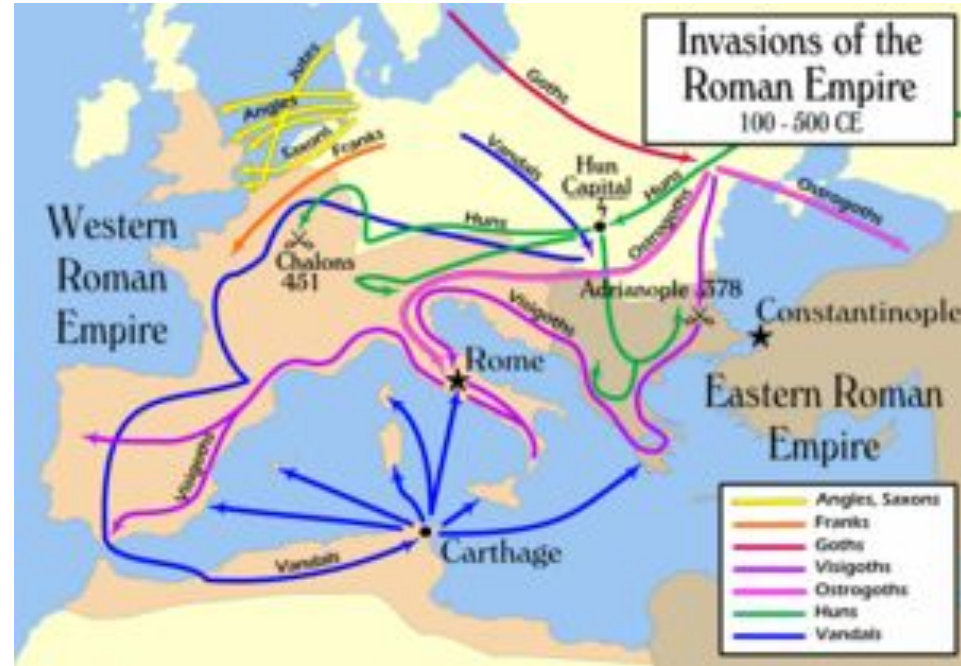 Invasions of the
Roman Empire
100 - 500 CE
Jutes
Angles
Saxons
Franks
Goths
Vandals
Hun
Capital
Huns
Ostrogoths
Huns
Ostrogoths
Western
Roman
Empire
Chalons
451
Adrianople 378
Visigoths
Constantinople
Rome
Eastern Roman
Empire
Visigoths
Carthage
Vandals
Angles, Saxons
Franks
Goths
Visigoths
Ostrogoths
Huns
Vandals